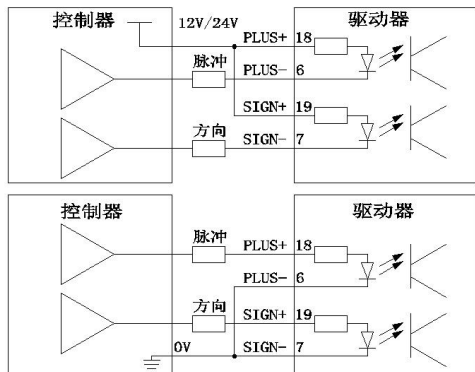 控制器 12V/24V 驱动器
PLUS+ 18
脉冲 PLUS- 6
SIGN+ 19
方向 SIGN- 7
控制器 驱动器
脉冲 PLUS+ 18
PLUS- 6
方向 SIGN+ 19
0V SIGN- 7